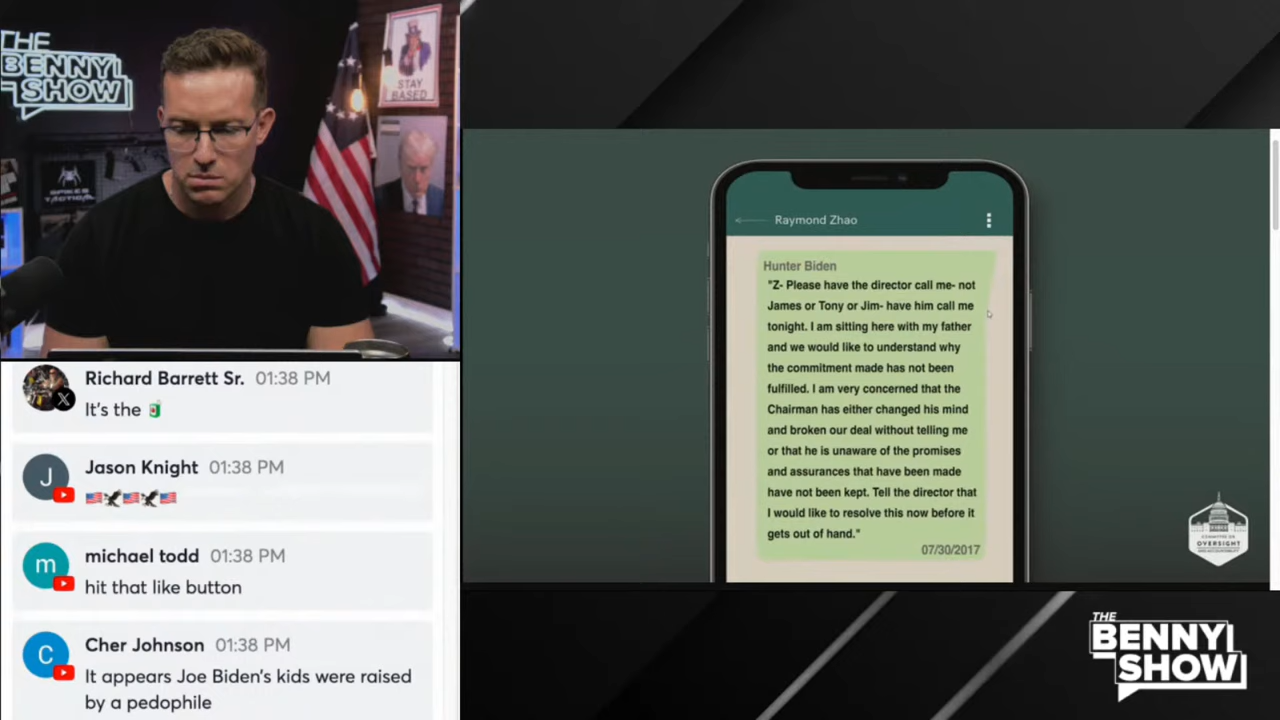 THE
BENNY
SHOW
STAY
BASED
SPIKES
TACTICAL
Richard Barrett Sr. 01:38 PM
It's the 🧃
Jason Knight 01:38 PM
🇺🇸🦅🇺🇸🦅🇺🇸
michael todd 01:38 PM
hit that like button
Cher Johnson 01:38 PM
It appears Joe Biden's kids were raised
by a pedophile
Raymond Zhao
Hunter Biden
"Z- Please have the director call me- not
James or Tony or Jim- have him call me
tonight. I am sitting here with my father
and we would like to understand why
the commitment made has not been
fulfilled. I am very concerned that the
Chairman has either changed his mind
and broken our deal without telling me
or that he is unaware of the promises
and assurances that have been made
have not been kept. Tell the director that
I would like to resolve this now before it
gets out of hand."
07/30/2017
COMMITTEE ON
OVERSIGHT
AND ACCOUNTABILITY
THE
BENNY
SHOW